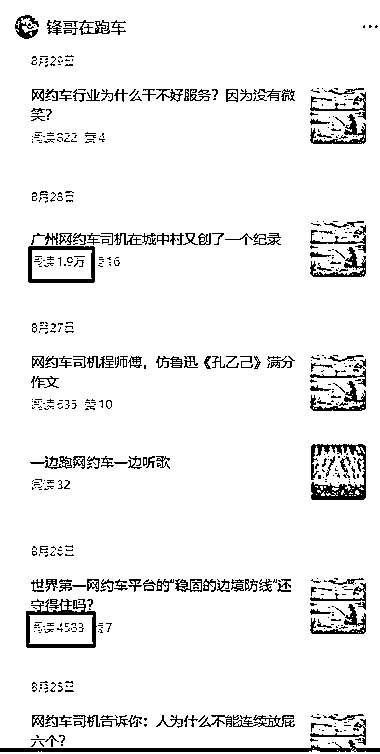 锋哥在跑车
8月29日
网约车行业为什么干不好服务？因为没有微
笑？
阅读822 赞4
8月28日
广州网约车司机在城中村又创了一个纪录
阅读1.9万 赞16
8月27日
网约车司机程师傅，仿鲁迅《孔乙己》满分
作文
阅读635 赞10
一边跑网约车一边听歌
阅读32
8月26日
世界第一网约车平台的“稳固的边境防线”还
守得住吗？
阅读4588 赞7
8月25日
网约车司机告诉你：人为什么不能连续放屁
六个？